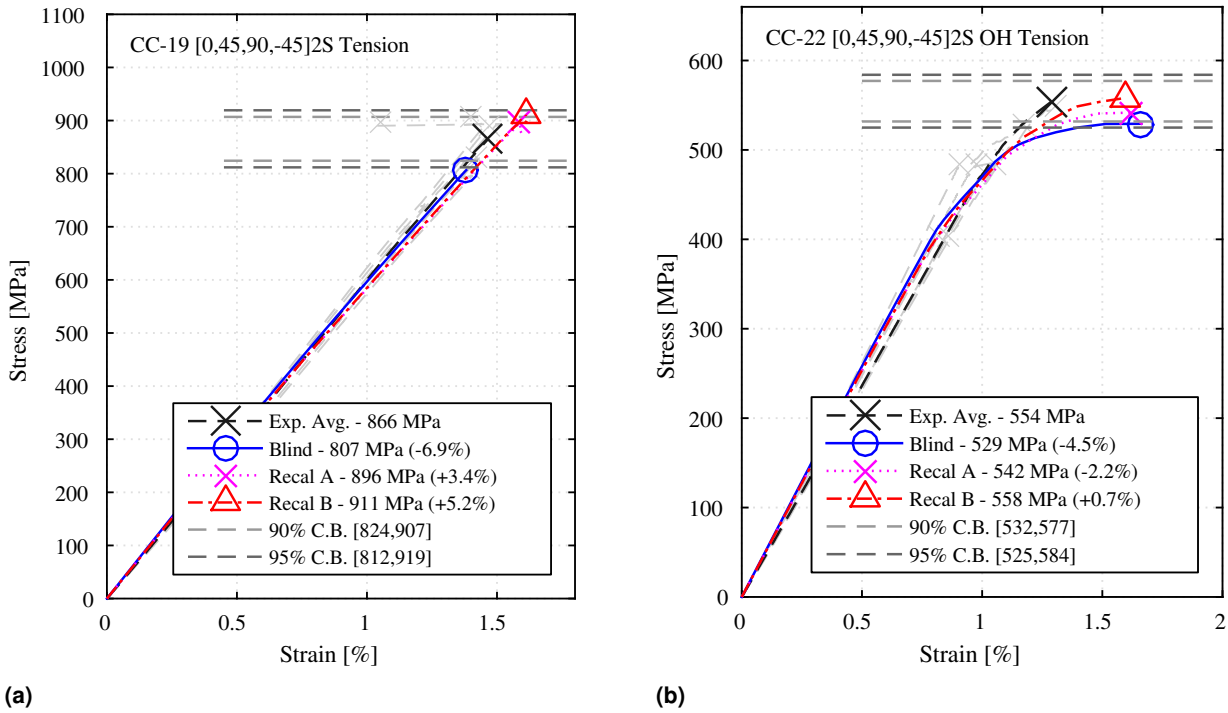 CC-19 [0,45,90,-45]2S Tension
Stress [MPa]
1100
1000
900
800
700
600
500
400
300
200
100
0
0
0.5
1
1.5
Strain [%]
Exp. Avg. - 866 MPa
Blind - 807 MPa (-6.9%)
Recal A - 896 MPa (+3.4%)
Recal B - 911 MPa (+5.2%)
90% C.B. [824,907]
95% C.B. [812,919]
(a)
CC-22 [0,45,90,-45]2S OH Tension
Stress [MPa]
600
500
400
300
200
100
0
0
0.5
1
1.5
2
Strain [%]
Exp. Avg. - 554 MPa
Blind - 529 MPa (-4.5%)
Recal A - 542 MPa (-2.2%)
Recal B - 558 MPa (+0.7%)
90% C.B. [532,577]
95% C.B. [525,584]
(b)